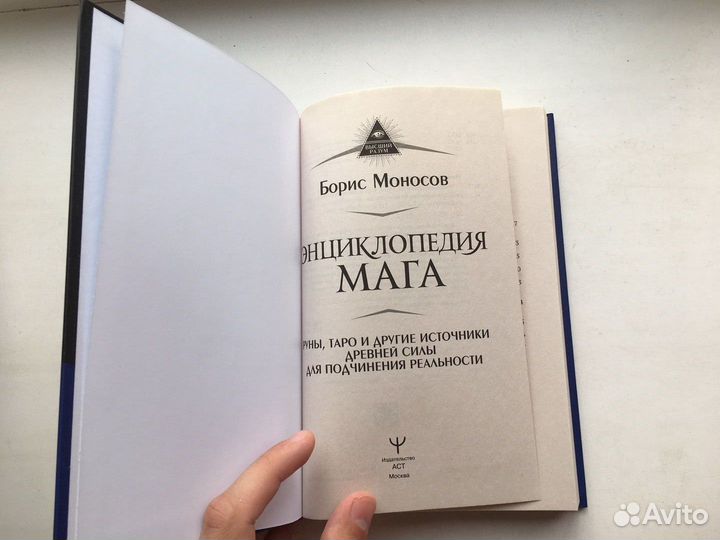 ВЫСШИЙ
РАЗУМ
Борис Моносов
ЭНЦИКЛОПЕДИЯ
МАГА
РУНЫ, ТАРО И ДРУГИЕ ИСТОЧНИКИ
ДРЕВНЕЙ СИЛЫ
ДЛЯ ПОДЧИНЕНИЯ РЕАЛЬНОСТИ
Издательство
АСТ
Москва
Avito